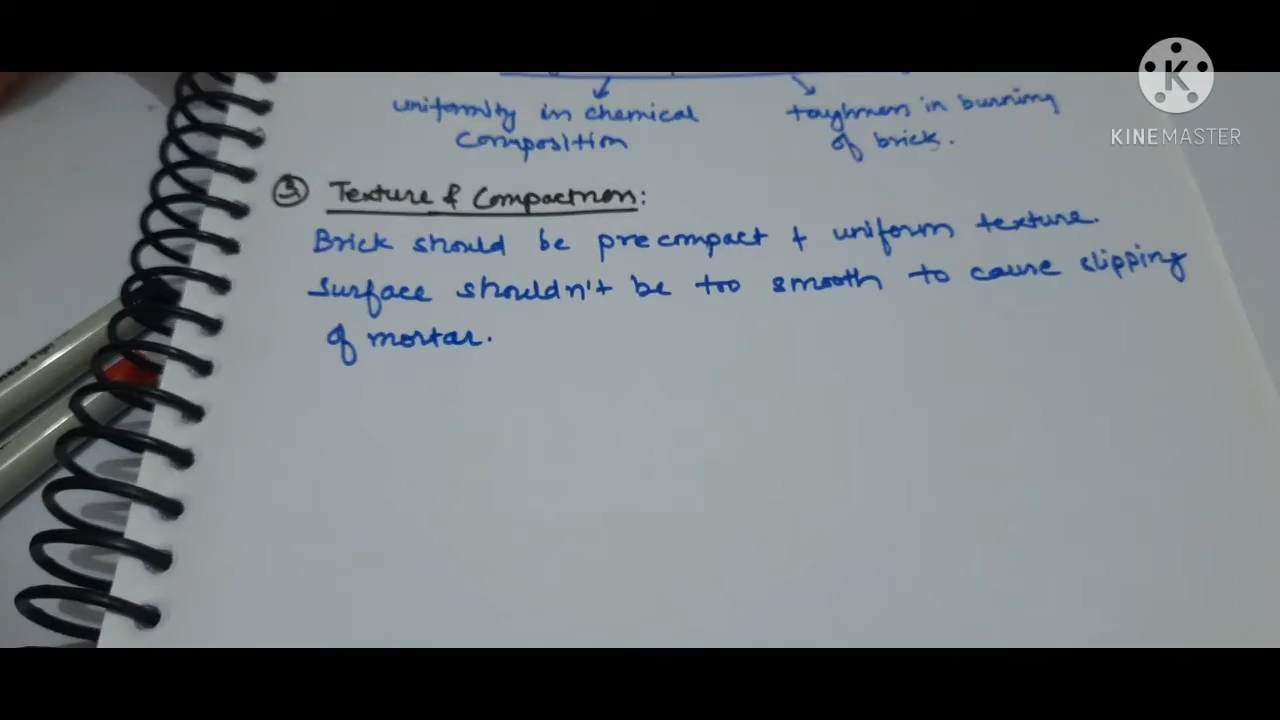 uniformity in chemical
composition
toughness in burning
of brick.
③ Texture & Compactness:
Brick should be precompact + uniform texture.
Surface shouldn't be too smooth to cause slipping
of mortar.
K
KINEMASTER